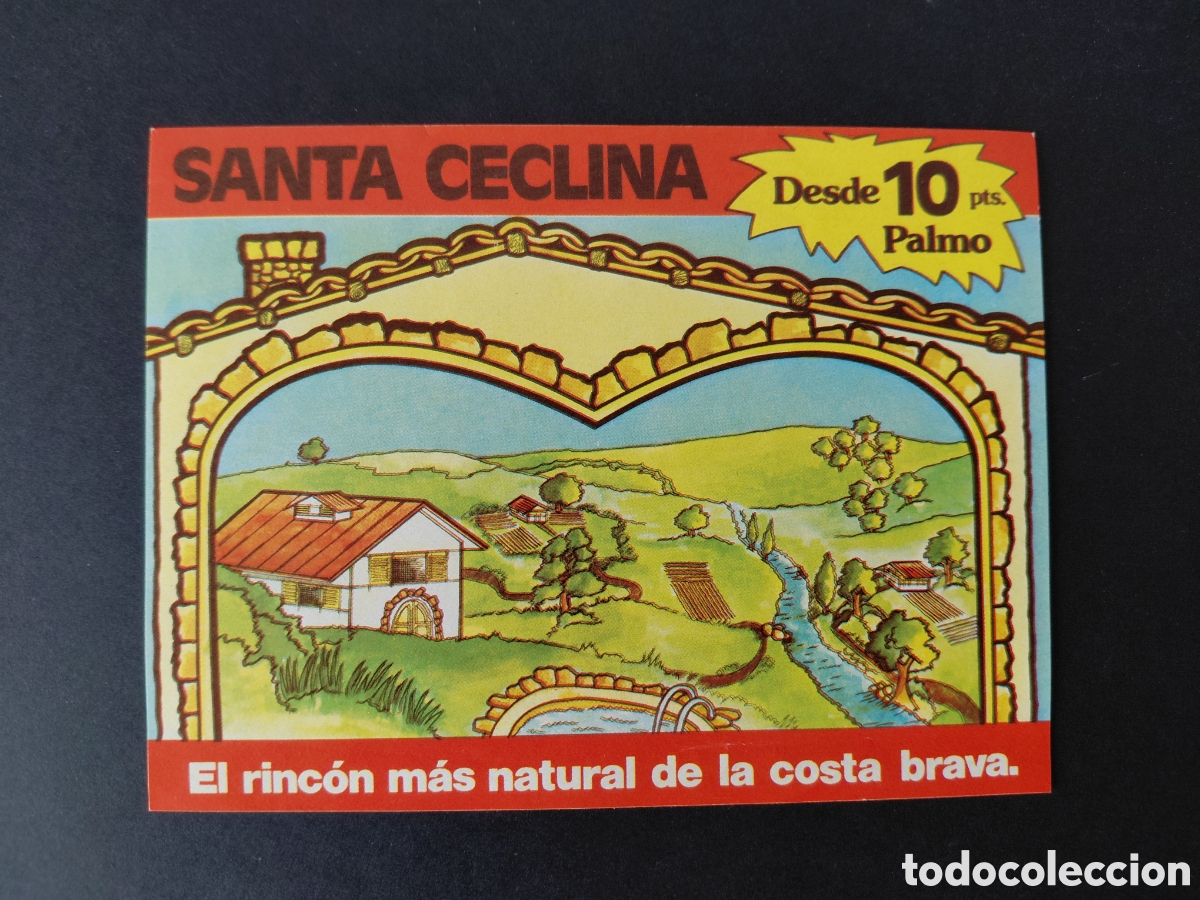 SANTA CECLINA
Desde 10 pts.
Palmo
El rincón más natural de la costa brava.
todocoleccion